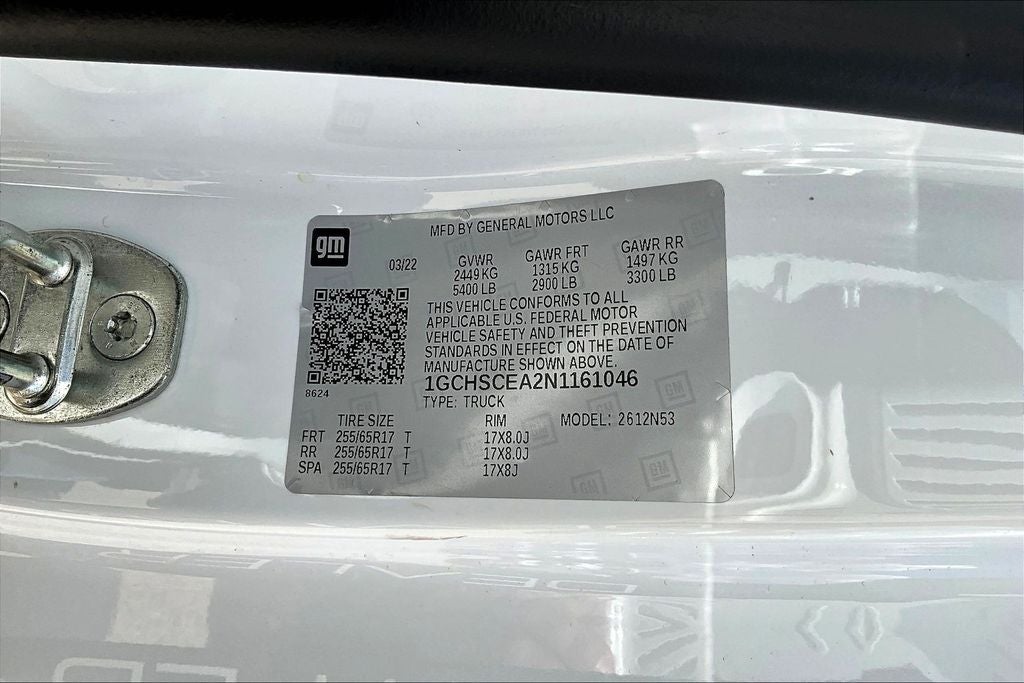 MFD BY GENERAL MOTORS LLC
gm
03/22
GVWR GAWR FRT GAWR RR
2449 KG 1315 KG 1497 KG
5400 LB 2900 LB 3300 LB
THIS VEHICLE CONFORMS TO ALL
APPLICABLE U.S. FEDERAL MOTOR
VEHICLE SAFETY AND THEFT PREVENTION
STANDARDS IN EFFECT ON THE DATE OF
MANUFACTURE SHOWN ABOVE.
8624
1GCHSCEA2N1161046
TYPE: TRUCK
TIRE SIZE RIM MODEL: 2612N53
FRT 255/65R17 T 17X8.0J
RR 255/65R17 T 17X8.0J
SPA 255/65R17 T 17X8J